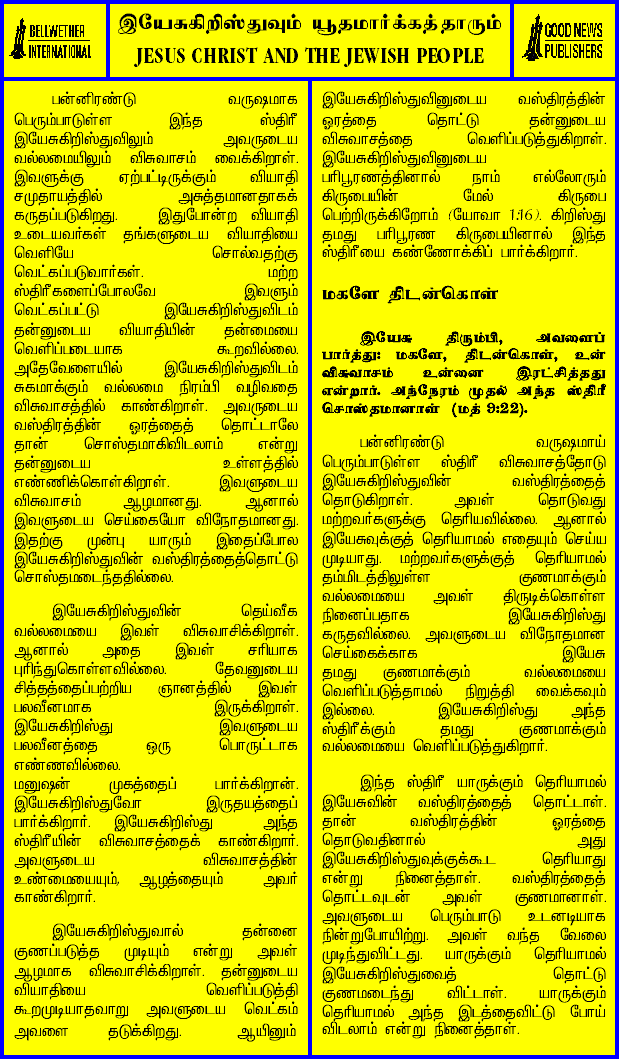 BELLWETHER
INTERNATIONAL
இயேசுகிறிஸ்துவும் யூதமார்க்கத்தாரும்
JESUS CHRIST AND THE JEWISH PEOPLE
GOOD NEWS
PUBLISHERS
பன்னிரண்டு வருஷமாக
பெரும்பாடுள்ள இந்த ஸ்திரீ
இயேசுகிறிஸ்துவிலும் அவருடைய
வல்லமையிலும் விசுவாசம் வைக்கிறாள்.
இவளுக்கு ஏற்பட்டிருக்கும் வியாதி
சமுதாயத்தில் அசுத்தமானதாகக்
கருதப்படுகிறது. இதுபோன்ற வியாதி
உடையவர்கள் தங்களுடைய வியாதியை
வெளியே சொல்வதற்கு
வெட்கப்படுவார்கள். மற்ற
ஸ்திரீகளைப்போலவே இவளும்
வெட்கப்பட்டு இயேசுகிறிஸ்துவிடம்
தன்னுடைய வியாதியின் தன்மையை
வெளிப்படையாக கூறவில்லை.
அதேவேளையில் இயேசுகிறிஸ்துவிடம்
சுகமாக்கும் வல்லமை நிரம்பி வழிவதை
விசுவாசத்தில் காண்கிறாள். அவருடைய
வஸ்திரத்தின் ஓரத்தைத் தொட்டாலே
தான் சொஸ்தமாகிவிடலாம் என்று
தன்னுடைய உள்ளத்தில்
எண்ணிக்கொள்கிறாள். இவளுடைய
விசுவாசம் ஆழமானது. ஆனால்
இவளுடைய செய்கையோ விநோதமானது.
இதற்கு முன்பு யாரும் இதைப்போல
இயேசுகிறிஸ்துவின் வஸ்திரத்தைத்தொட்டு
சொஸ்தமடைந்ததில்லை.
இயேசுகிறிஸ்துவின் தெய்வீக
வல்லமையை இவள் விசுவாசிக்கிறாள்.
ஆனால் அதை இவள் சரியாக
புரிந்துகொள்ளவில்லை. தேவனுடைய
சித்தத்தைப்பற்றிய ஞானத்தில் இவள்
பலவீனமாக இருக்கிறாள்.
இயேசுகிறிஸ்து இவளுடைய
பலவீனத்தை ஒரு பொருட்டாக
எண்ணவில்லை.
மனுஷன் முகத்தைப் பார்க்கிறான்.
இயேசுகிறிஸ்துவோ இருதயத்தைப்
பார்க்கிறார். இயேசுகிறிஸ்து அந்த
ஸ்திரீயின் விசுவாசத்தைக் காண்கிறார்.
அவளுடைய விசுவாசத்தின்
உண்மையையும், ஆழத்தையும் அவர்
காண்கிறார்.
இயேசுகிறிஸ்துவால் தன்னை
குணப்படுத்த முடியும் என்று அவள்
ஆழமாக விசுவாசிக்கிறாள். தன்னுடைய
வியாதியை வெளிப்படுத்தி
கூறமுடியாதவாறு அவளுடைய வெட்கம்
அவளை தடுக்கிறது. ஆயினும்
இயேசுகிறிஸ்துவினுடைய வஸ்திரத்தின்
ஓரத்தை தொட்டு தன்னுடைய
விசுவாசத்தை வெளிப்படுத்துகிறாள்.
இயேசுகிறிஸ்துவினுடைய
பரிபூரணத்தினால் நாம் எல்லோரும்
கிருபையின் மேல் கிருபை
பெற்றிருக்கிறோம் (யோவா 1:16). கிறிஸ்து
தமது பரிபூரண கிருபையினால் இந்த
ஸ்திரீயை கண்ணோக்கிப் பார்க்கிறார்.
மகளே திடன்கொள்
இயேசு திரும்பி, அவளைப்
பார்த்து: மகளே, திடன்கொள், உன்
விசுவாசம் உன்னை இரட்சித்தது
என்றார். அந்நேரம் முதல் அந்த ஸ்திரீ
சொஸ்தமானாள் (மத் 9:22).
பன்னிரண்டு வருஷமாய்
பெரும்பாடுள்ள ஸ்திரீ விசுவாசத்தோடு
இயேசுகிறிஸ்துவின் வஸ்திரத்தைத்
தொடுகிறாள். அவள் தொடுவது
மற்றவர்களுக்கு தெரியவில்லை. ஆனால்
இயேசுவுக்குத் தெரியாமல் எதையும் செய்ய
முடியாது. மற்றவர்களுக்குத் தெரியாமல்
தம்மிடத்திலுள்ள குணமாக்கும்
வல்லமையை அவள் திருடிக்கொள்ள
நினைப்பதாக இயேசுகிறிஸ்து
கருதவில்லை. அவளுடைய விநோதமான
செய்கைக்காக இயேசு
தமது குணமாக்கும் வல்லமையை
வெளிப்படுத்தாமல் நிறுத்தி வைக்கவும்
இல்லை. இயேசுகிறிஸ்து அந்த
ஸ்திரீக்கும் தமது குணமாக்கும்
வல்லமையை வெளிப்படுத்துகிறார்.
இந்த ஸ்திரீ யாருக்கும் தெரியாமல்
இயேசுவின் வஸ்திரத்தைத் தொட்டாள்.
தான் வஸ்திரத்தின் ஓரத்தை
தொடுவதினால் அது
இயேசுகிறிஸ்துவுக்குக்கூட தெரியாது
என்று நினைத்தாள். வஸ்திரத்தைத்
தொட்டவுடன் அவள் குணமானாள்.
அவளுடைய பெரும்பாடு உடனடியாக
நின்றுபோயிற்று. அவள் வந்த வேலை
முடிந்துவிட்டது. யாருக்கும் தெரியாமல்
இயேசுகிறிஸ்துவைத் தொட்டு
குணமடைந்து விட்டாள். யாருக்கும்
தெரியாமல் அந்த இடத்தைவிட்டு போய்
விடலாம் என்று நினைத்தாள்.